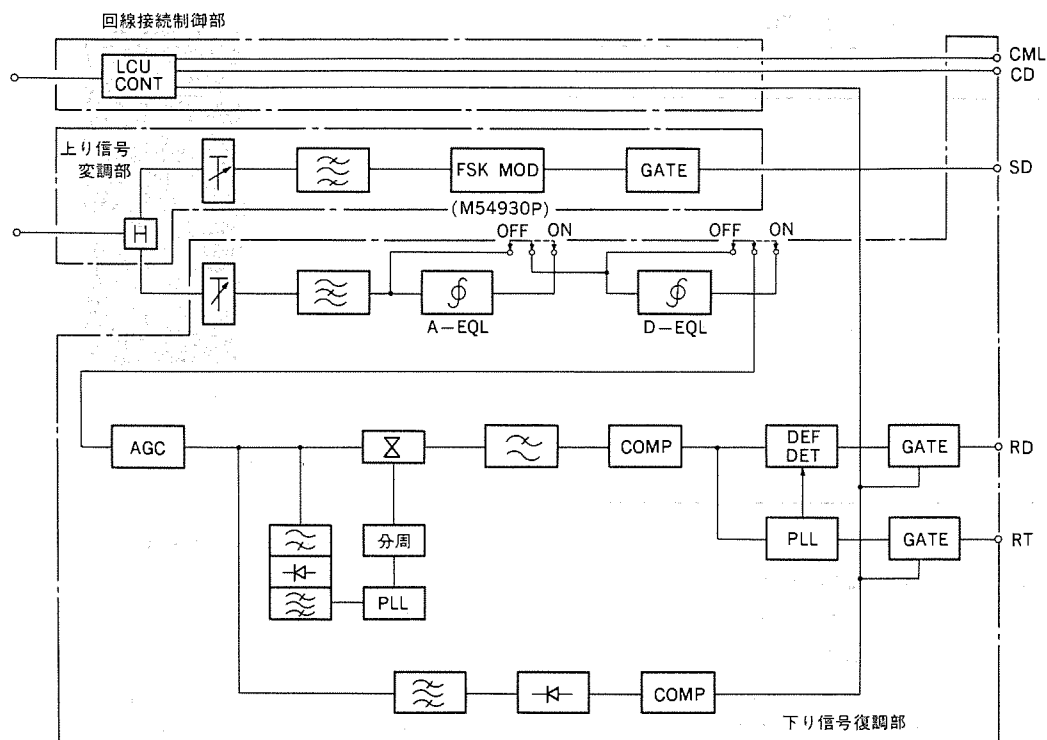 回線接続制御部
LCU
CONT
CML
CD
上り信号
変調部
FSK MOD
(M54930P)
GATE
SD
H
OFF ON
OFF ON
A-EQL
D-EQL
AGC
COMP
DEF
DET
GATE
RD
分周
PLL
PLL
GATE
RT
COMP
下り信号復調部